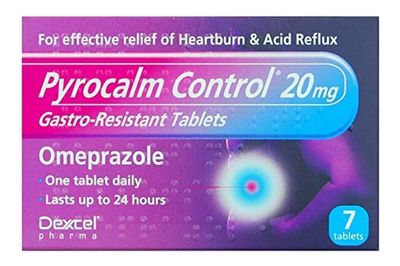 For effective relief of Heartburn & Acid Reflux
Pyrocalm Control® 20mg
Gastro-Resistant Tablets
Omeprazole
• One tablet daily
• Lasts up to 24 hours
Dexcel®
pharma
7
tablets